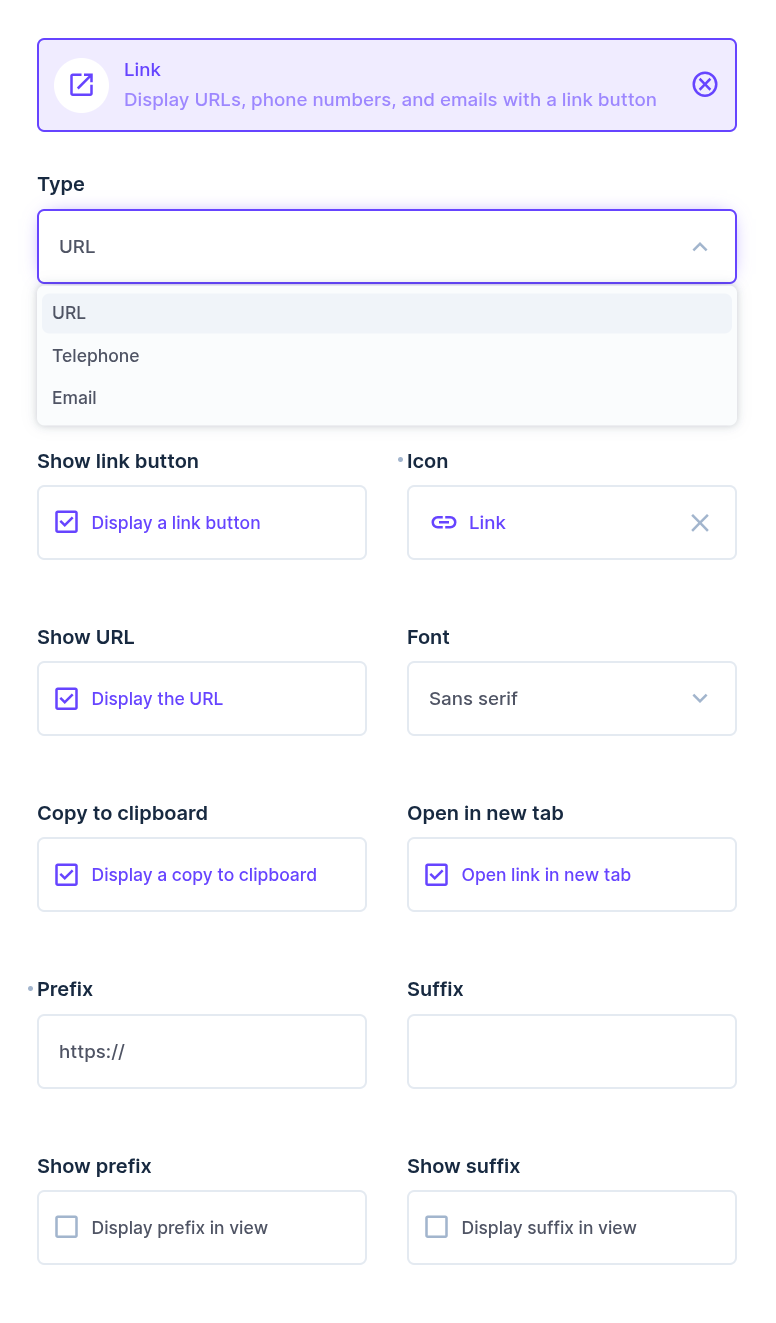 Link
Display URLs, phone numbers, and emails with a link button
Type
URL
URL
Telephone
Email
Show link button
Icon
Display a link button
Link
Show URL
Font
Display the URL
Sans serif
Copy to clipboard
Open in new tab
Display a copy to clipboard
Open link in new tab
Prefix
Suffix
https://
Show prefix
Show suffix
Display prefix in view
Display suffix in view